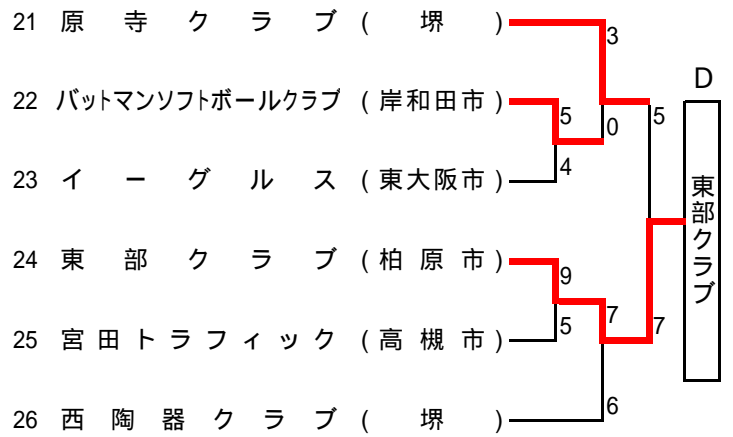 21 原寺クラブ(堺)
3
D
22 バットマンソフトボールクラブ(岸和田市)
5
0
5
4
23 イーグルス(東大阪市)
東部クラブ
24 東部クラブ(柏原市)
9
7
7
5
25 宮田トラフィック(高槻市)
6
26 西陶器クラブ(堺)